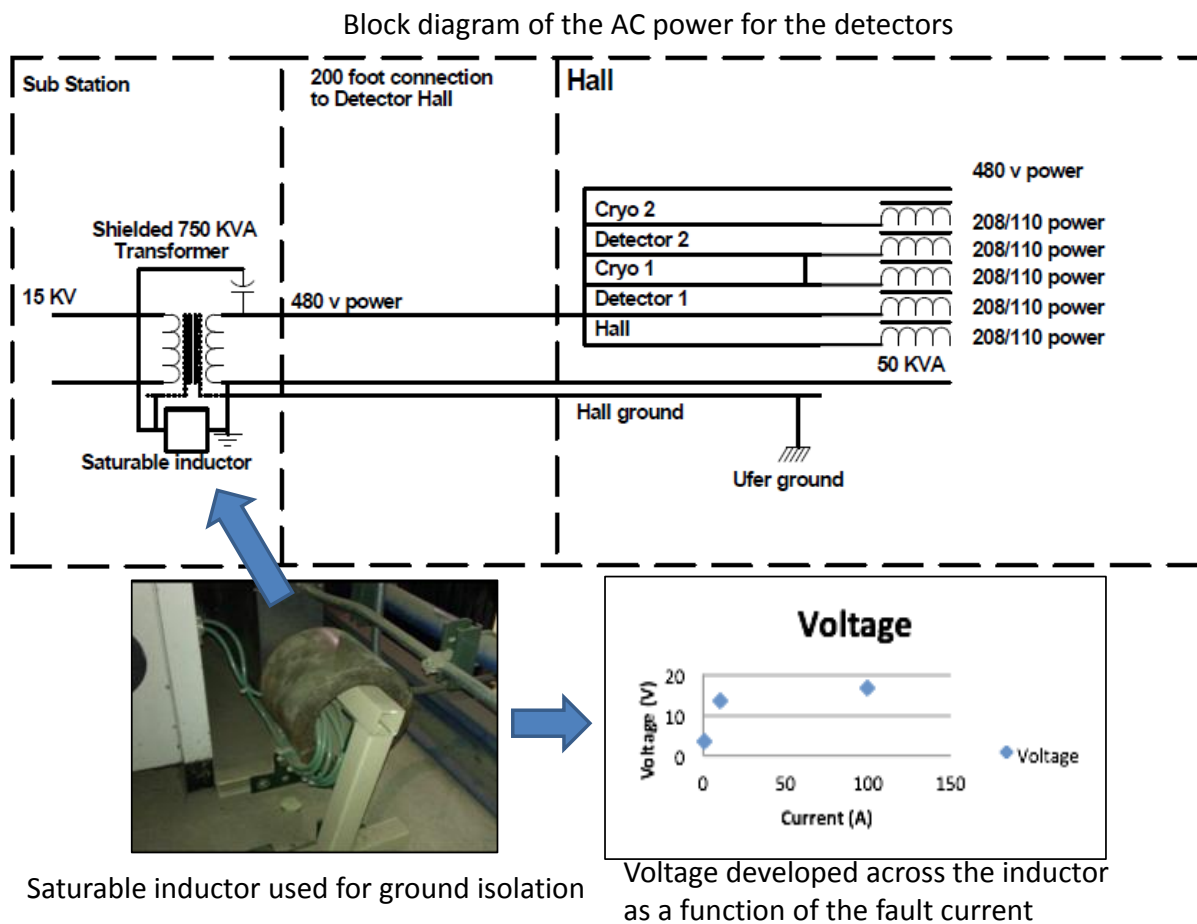 Block diagram of the AC power for the detectors
Sub Station
200 foot connection
to Detector Hall
Hall
480 v power
Cryo 2
208/110 power
Shielded 750 KVA
Transformer
Detector 2
208/110 power
Cryo 1
208/110 power
15 KV
480 v power
Detector 1
208/110 power
Hall
208/110 power
50 KVA
Hall ground
Saturable inductor
Ufer ground
Voltage
Voltage (V)
20
10
0
0
50
100
150
Current (A)
Voltage
Saturable inductor used for ground isolation
Voltage developed across the inductor
as a function of the fault current